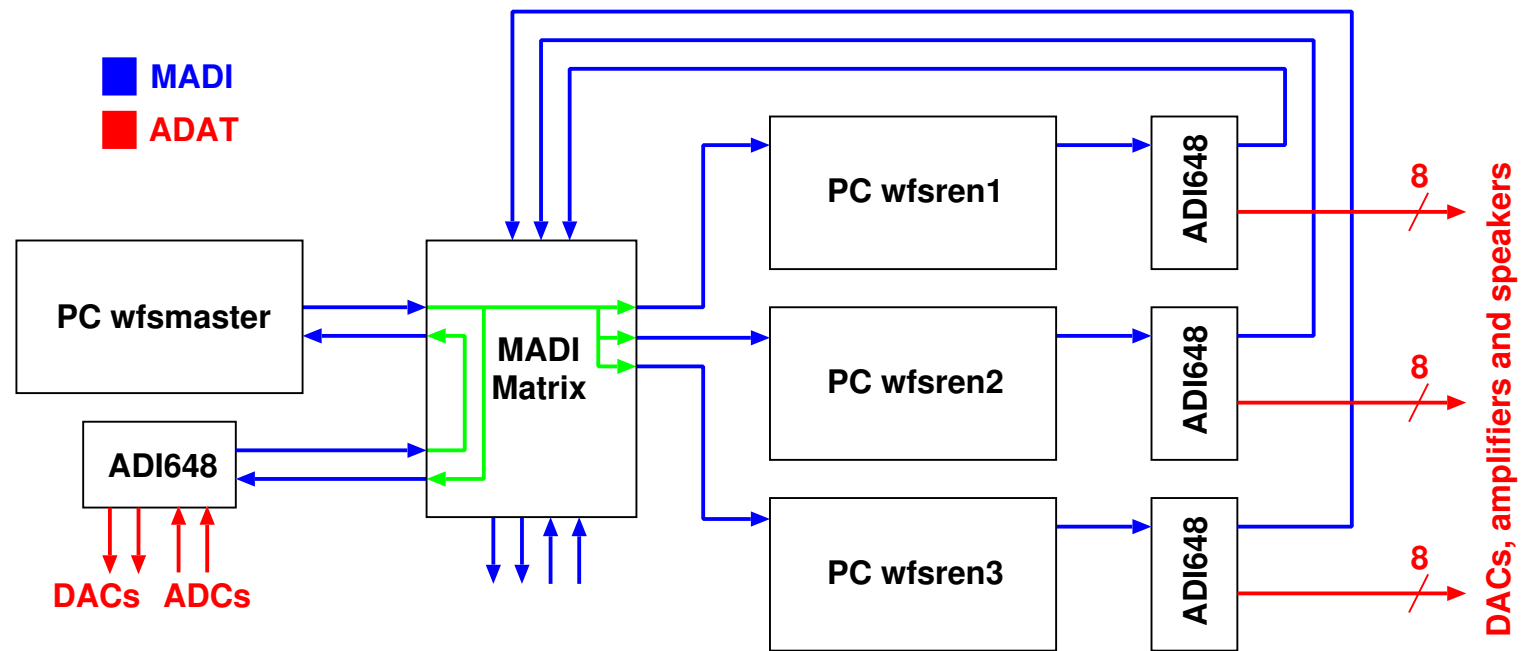 MADI
ADAT
PC wfsmaster
ADI648
DACs
ADCs
MADI
Matrix
PC wfsren1
ADI648
8
PC wfsren2
ADI648
8
PC wfsren3
ADI648
8
DACs, amplifiers and speakers